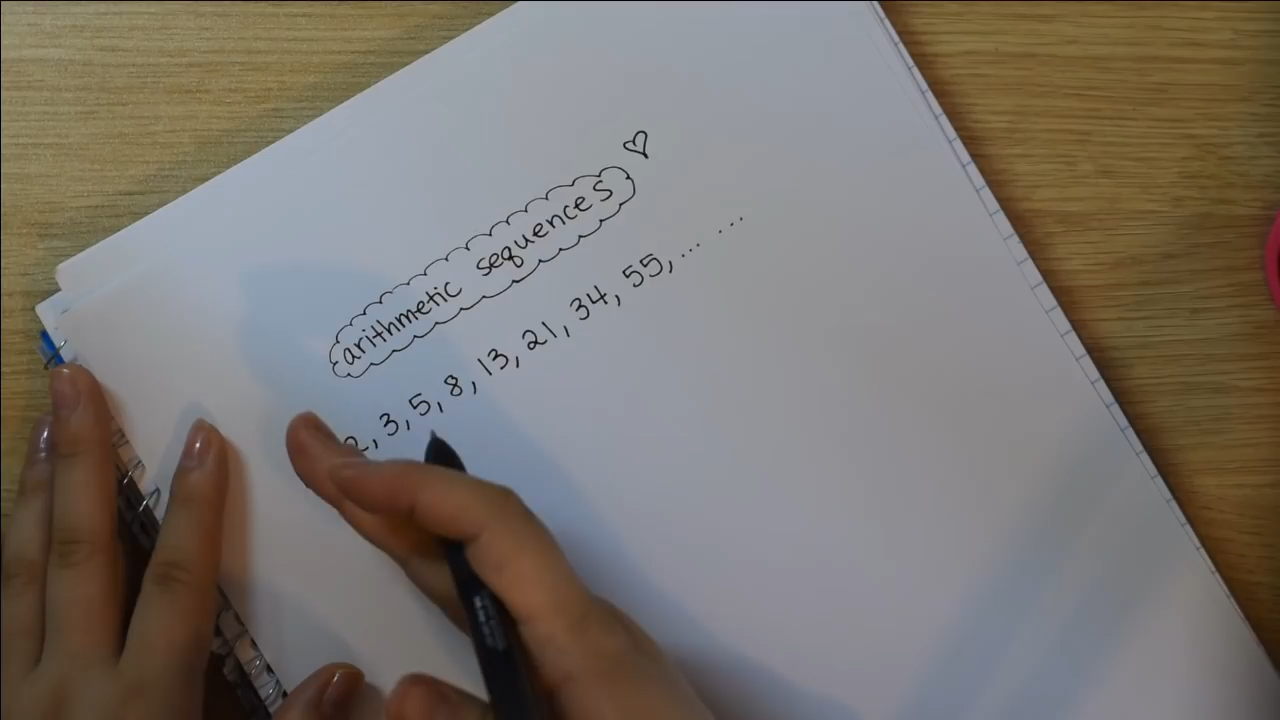 arithmetic sequences
2, 3, 5, 8, 13, 21, 34, 55, ... ...